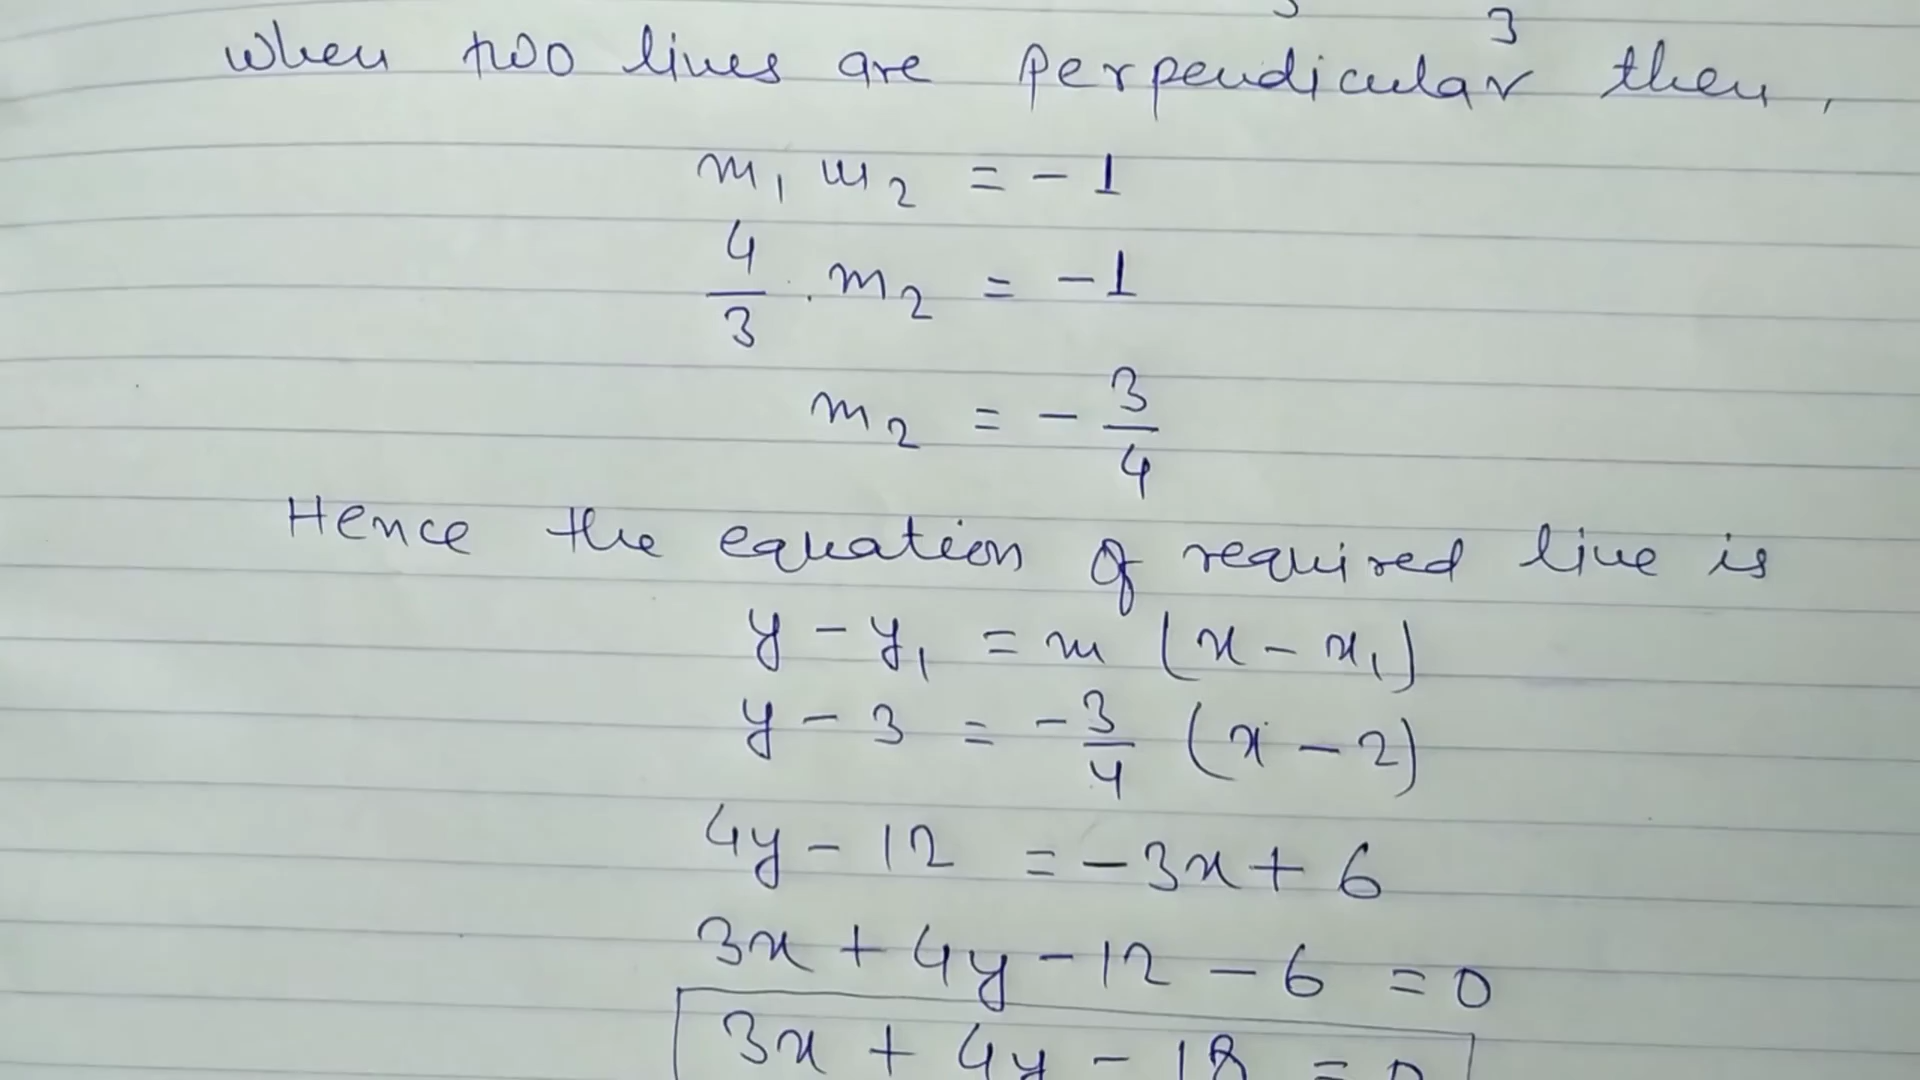 3
When two lines are perpendicular then,
m₁ m₂ = - 1
4/3 . m₂ = - 1
m₂ = - 3/4
Hence the equation of required line is
y - y₁ = m (x - x₁)
y - 3 = - 3/4 (x - 2)
4y - 12 = - 3x + 6
3x + 4y - 12 - 6 = 0
3x + 4y - 18 = 0